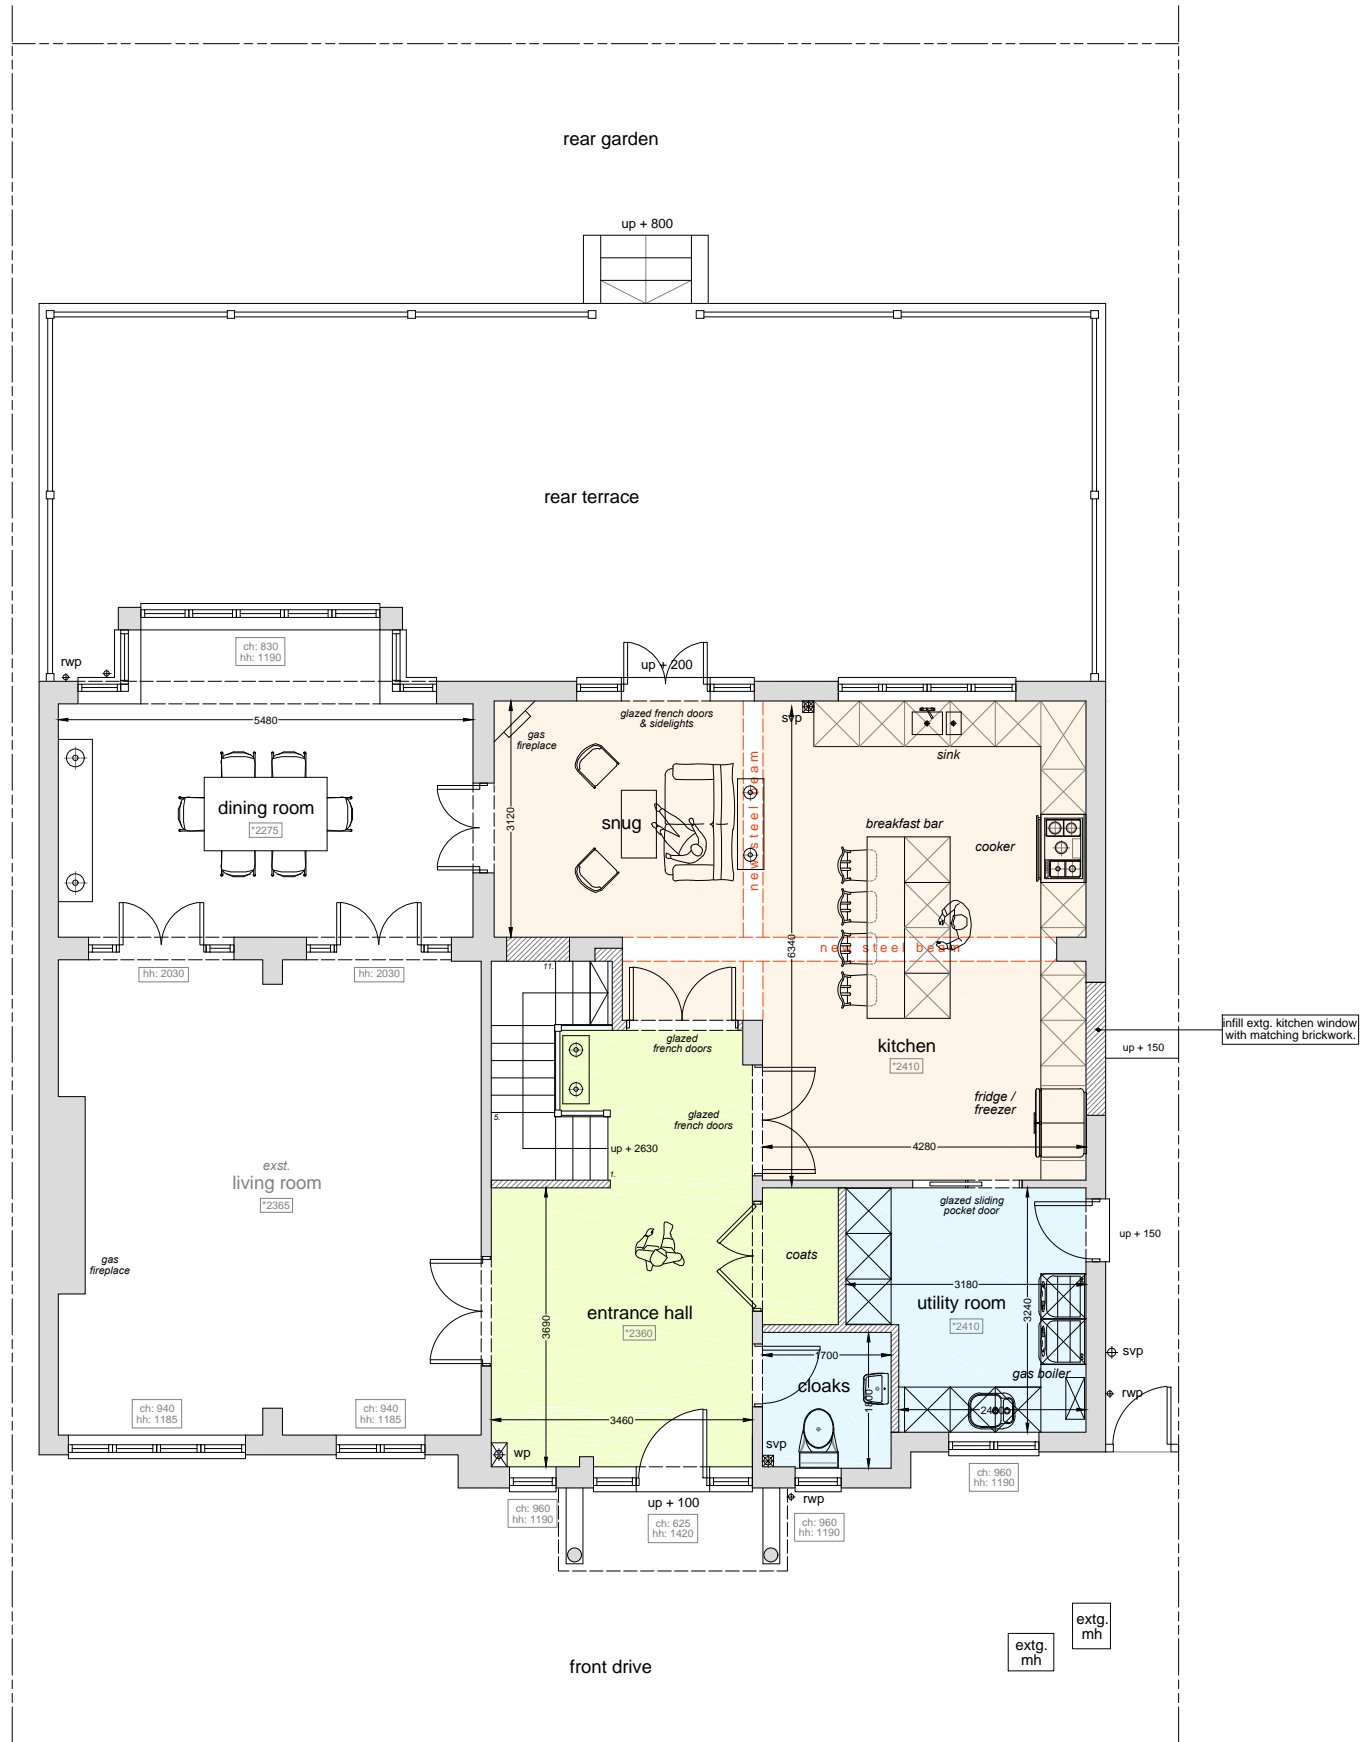 rear garden
up + 800
rear terrace
ch: 830
hh: 1190
rwp
up + 200
5480
glazed french doors
& sidelights
svp
gas
fireplace
sink
new steel beam
dining room
*2275
3120
snug
breakfast bar
cooker
6340
new steel beam
hh: 2030
hh: 2030
11.
infill extg. kitchen window
with matching brickwork.
up + 150
glazed
french doors
kitchen
*2410
5.
glazed
french doors
fridge /
freezer
up + 2630
4280
1.
exst.
living room
*2365
glazed sliding
pocket door
up + 150
gas
fireplace
coats
3180
utility room
*2410
3240
entrance hall
*2360
3690
1700
svp
gas boiler
cloaks
1800
rwp
ch: 940
hh: 1185
ch: 940
hh: 1185
3460
wp
svp
up + 100
rwp
ch: 960
hh: 1190
ch: 960
hh: 1190
ch: 625
hh: 1420
ch: 960
hh: 1190
extg.
mh
extg.
mh
front drive